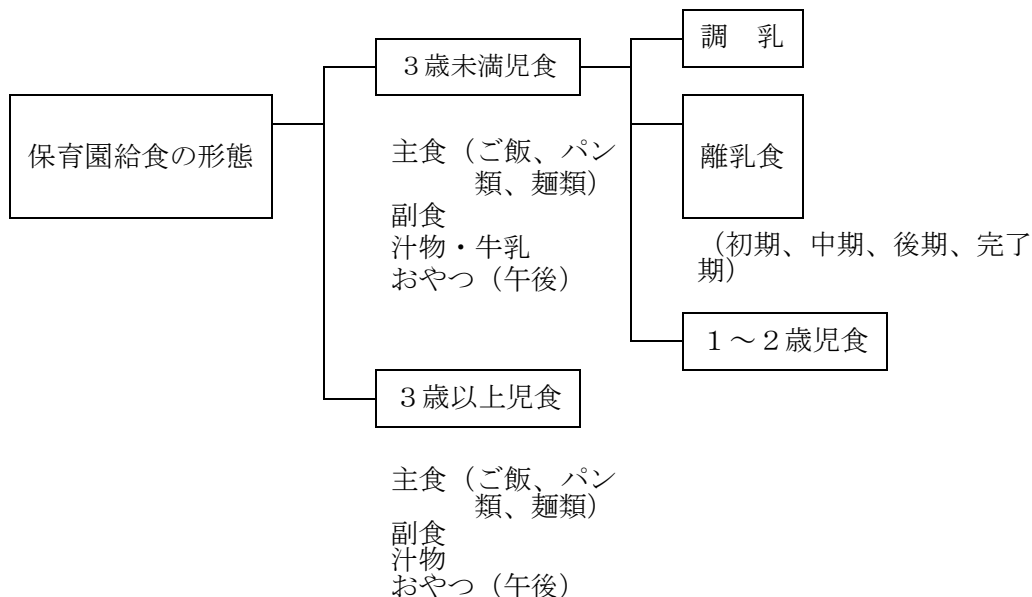 保育園給食の形態
３歳未満児食
主食（ご飯、パン
類、麺類）
副食
汁物・牛乳
おやつ（午後）
調　乳
離乳食
（初期、中期、後期、完了
期）
１～２歳児食
３歳以上児食
主食（ご飯、パン
類、麺類）
副食
汁物
おやつ（午後）